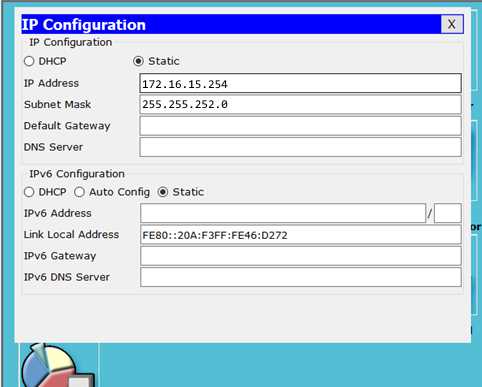 IP Configuration X
IP Configuration
DHCP Static
IP Address 172.16.15.254
Subnet Mask 255.255.252.0
Default Gateway
DNS Server
IPv6 Configuration
DHCP Auto Config Static
IPv6 Address /
Link Local Address FE80::20A:F3FF:FE46:D272
IPv6 Gateway
IPv6 DNS Server
or